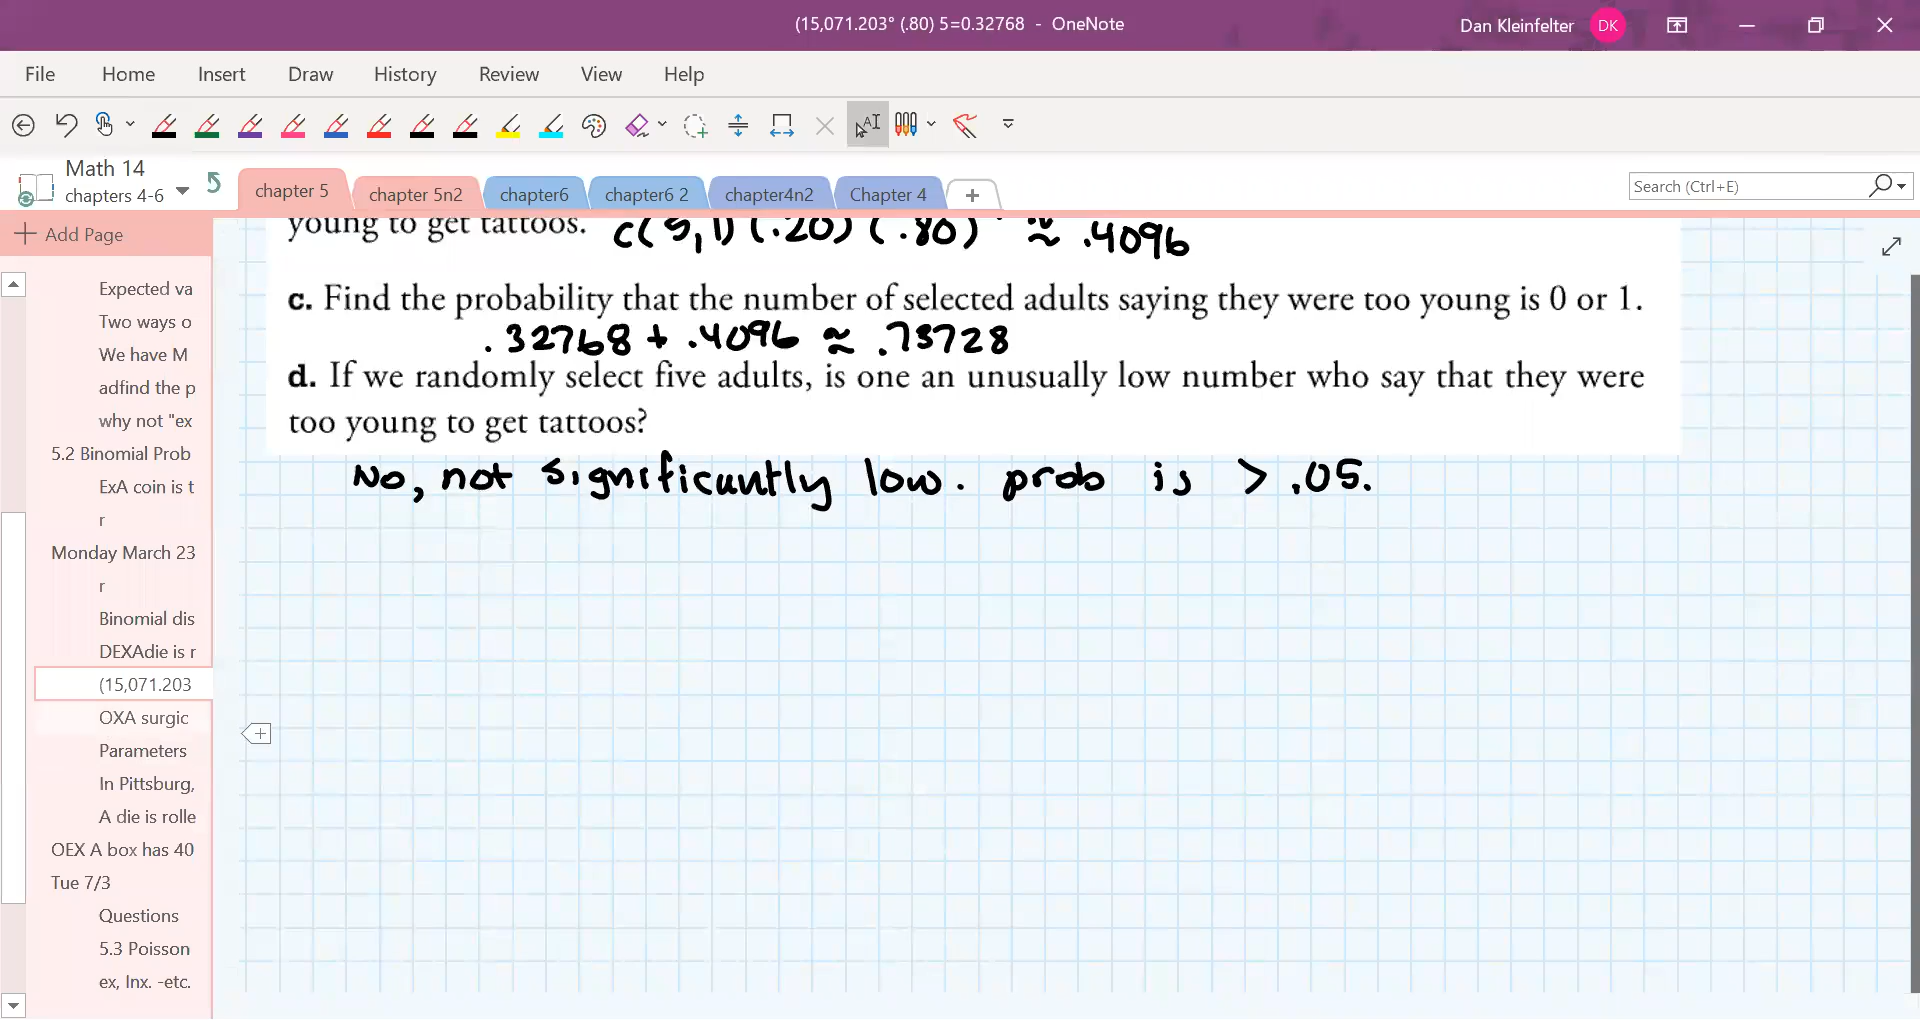 (15,071.203° (.80) 5=0.32768 - OneNote
Dan Kleinfelter DK
File Home Insert Draw History Review View Help
Math 14
chapters 4-6
chapter 5 chapter 5n2 chapter6 chapter6 2 chapter4n2 Chapter 4
Search (Ctrl+E)
Add Page
Expected va
Two ways o
We have M
adfind the p
why not "ex
5.2 Binomial Prob
ExA coin is t
r
Monday March 23
r
Binomial dis
DEXAdie is r
(15,071.203
OXA surgic
Parameters
In Pittsburg,
A die is rolle
OEX A box has 40
Tue 7/3
Questions
5.3 Poisson
ex, Inx. -etc.
young to get tattoos. C(5,1)(.20)(.80) ≈ .4096
c. Find the probability that the number of selected adults saying they were too young is 0 or 1.
.32768 + .4096 ≈ .73728
d. If we randomly select five adults, is one an unusually low number who say that they were
too young to get tattoos?
No, not significantly low. prob is > .05.